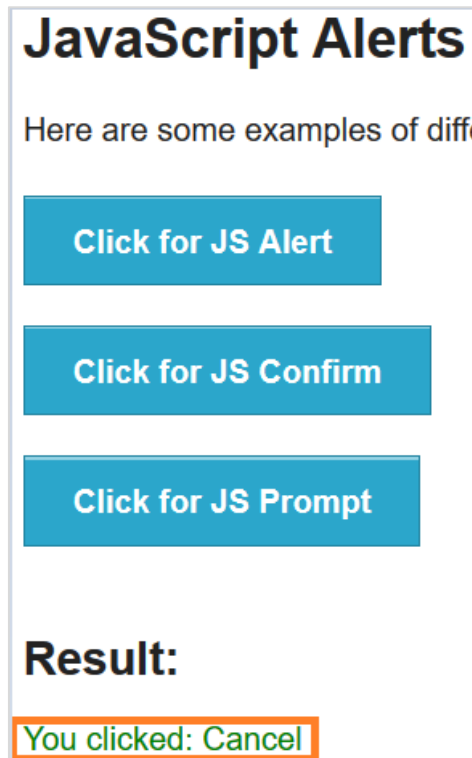 JavaScript Alerts
Here are some examples of
Click for JS Alert
Click for JS Confirm
Click for JS Prompt
Result:
You clicked: Cancel